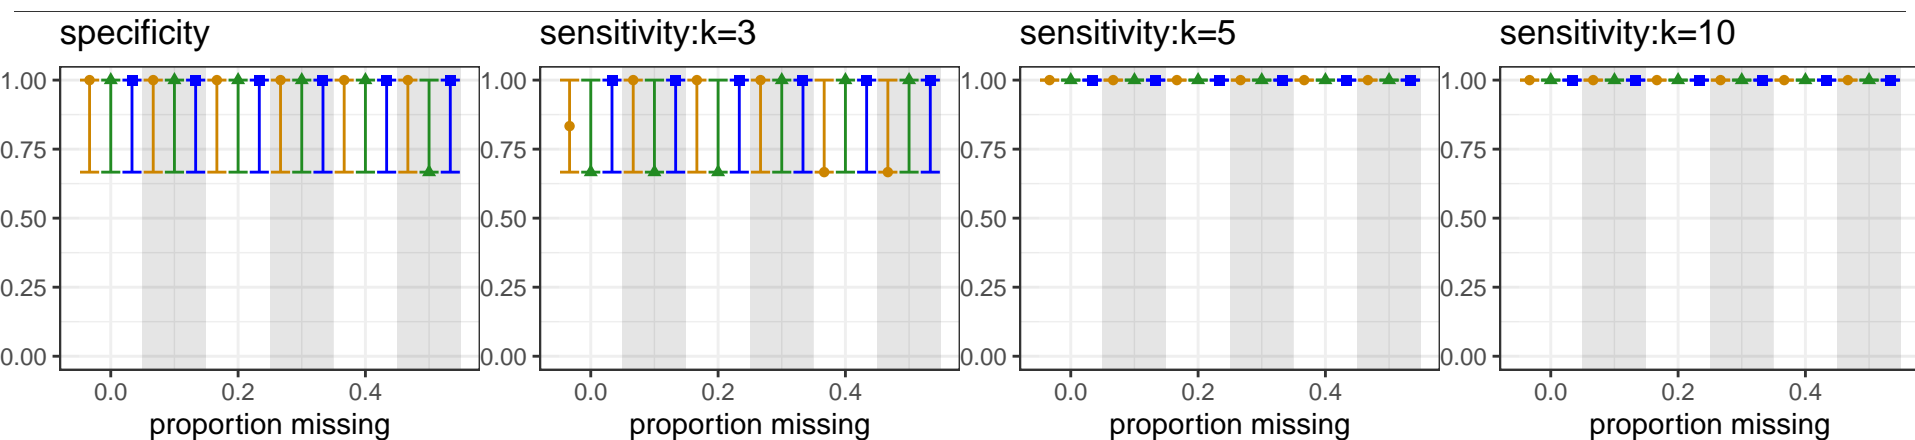 specificity
sensitivity:k=3
sensitivity:k=5
sensitivity:k=10
1.00 1.00 1.00 1.00
0.75 0.75 0.75 0.75
0.50 0.50 0.50 0.50
0.25 0.25 0.25 0.25
0.00 0.00 0.00 0.00
0.0 0.2 0.4 0.0 0.2 0.4 0.0 0.2 0.4 0.0 0.2 0.4
proportion missing proportion missing proportion missing proportion missing